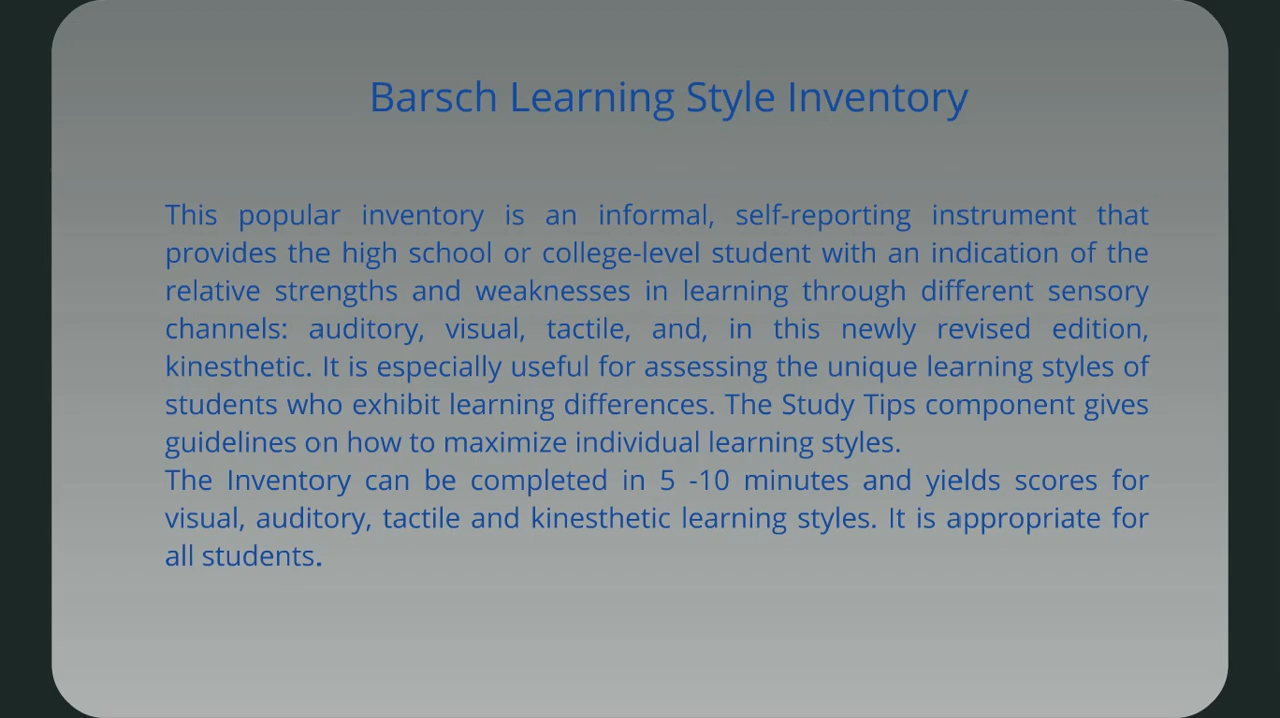 Barsch Learning Style Inventory
This popular inventory is an informal, self-reporting instrument that
provides the high school or college-level student with an indication of the
relative strengths and weaknesses in learning through different sensory
channels: auditory, visual, tactile, and, in this newly revised edition,
kinesthetic. It is especially useful for assessing the unique learning styles of
students who exhibit learning differences. The Study Tips component gives
guidelines on how to maximize individual learning styles.
The Inventory can be completed in 5 -10 minutes and yields scores for
visual, auditory, tactile and kinesthetic learning styles. It is appropriate for
all students.